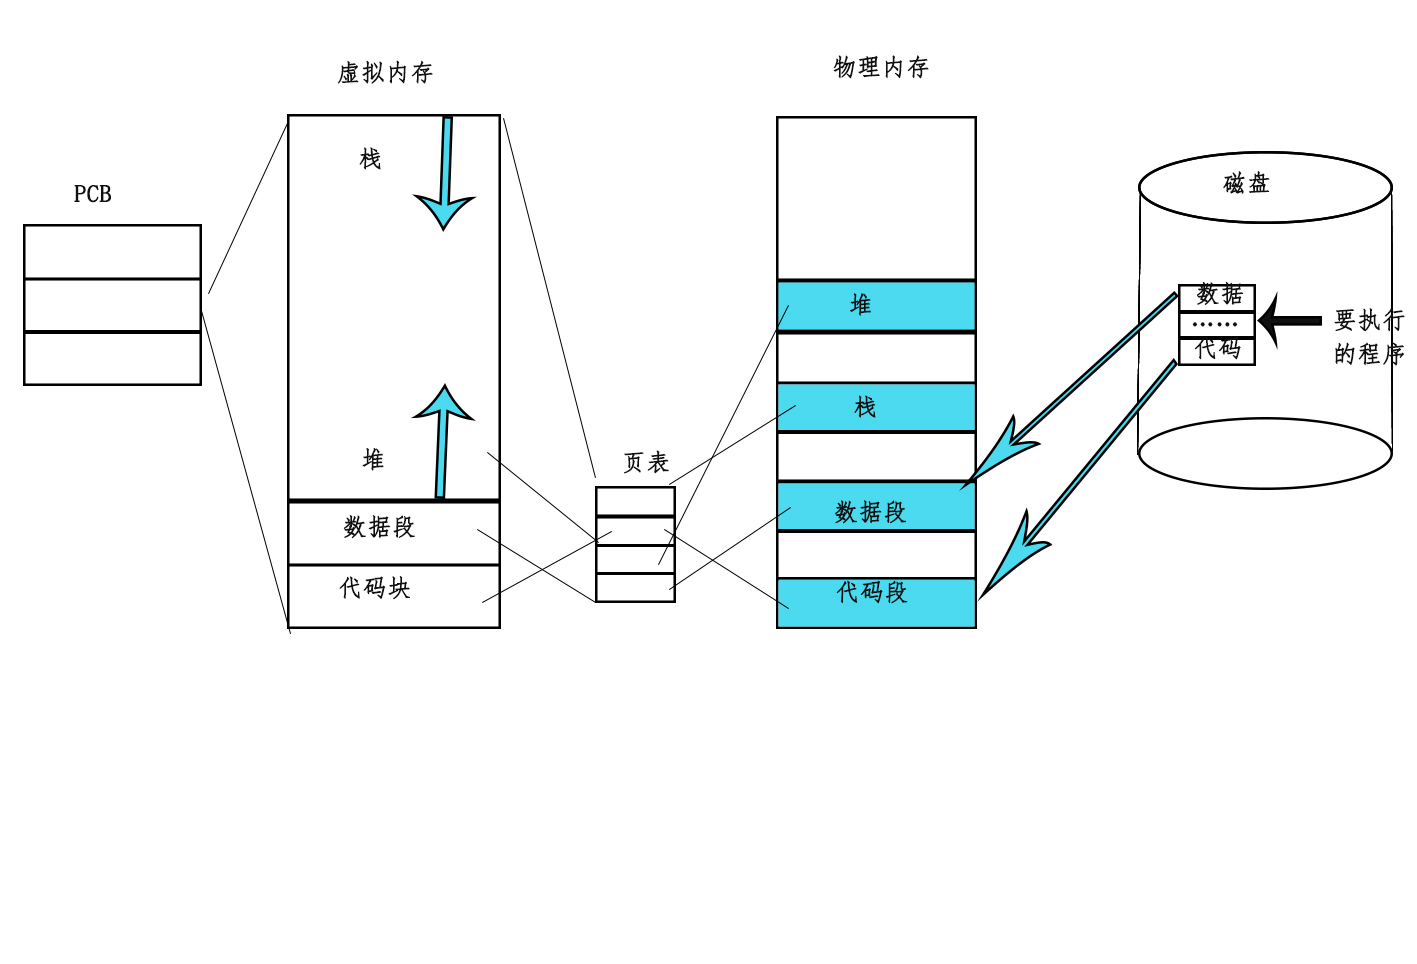 虚拟内存
物理内存
栈
磁盘
PCB
数据
......
代码
要执行
的程序
堆
栈
堆
页表
数据段
数据段
代码块
代码段